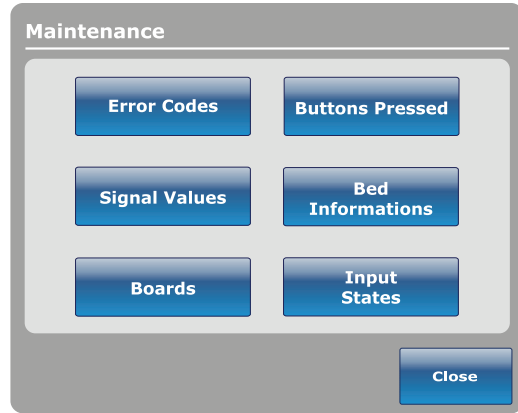 Maintenance
Error Codes
Buttons Pressed
Signal Values
Bed
Informations
Boards
Input
States
Close